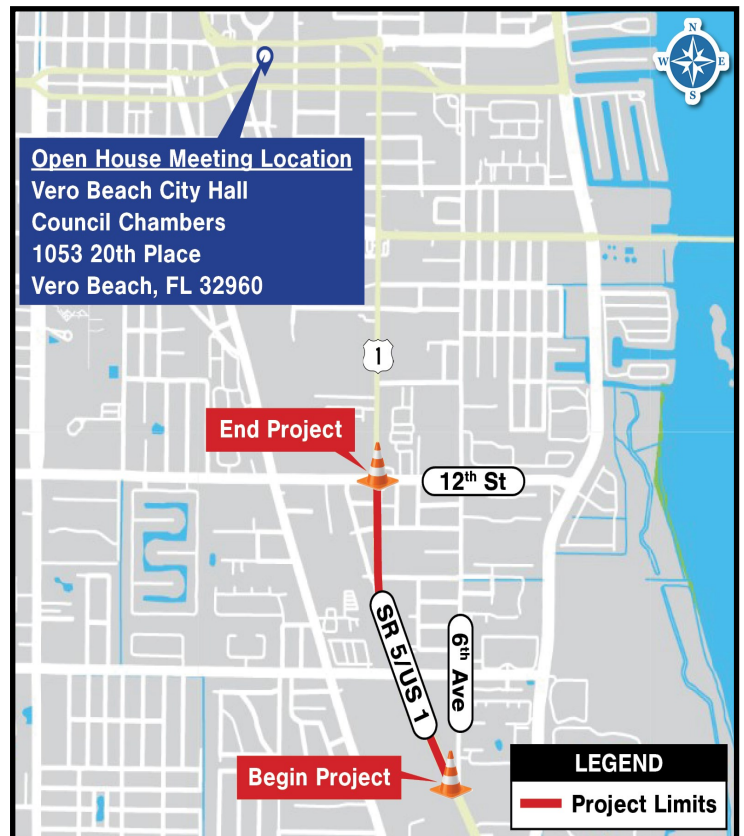 N
W E
S
Open House Meeting Location
Vero Beach City Hall
Council Chambers
1053 20th Place
Vero Beach, FL 32960
1
End Project
12th St
SR 5/US 1
6th Ave
Begin Project
LEGEND
Project Limits